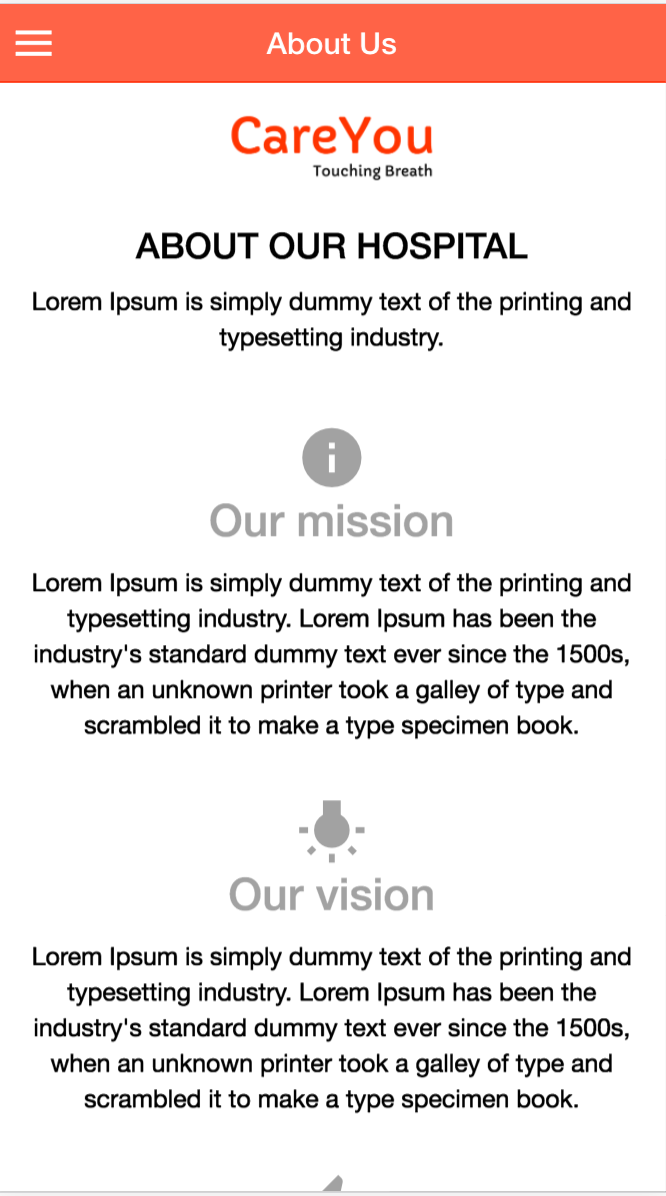 About Us
CareYou
Touching Breath
ABOUT OUR HOSPITAL
Lorem Ipsum is simply dummy text of the printing and
typesetting industry.
Our mission
Lorem Ipsum is simply dummy text of the printing and
typesetting industry. Lorem Ipsum has been the
industry's standard dummy text ever since the 1500s,
when an unknown printer took a galley of type and
scrambled it to make a type specimen book.
Our vision
Lorem Ipsum is simply dummy text of the printing and
typesetting industry. Lorem Ipsum has been the
industry's standard dummy text ever since the 1500s,
when an unknown printer took a galley of type and
scrambled it to make a type specimen book.